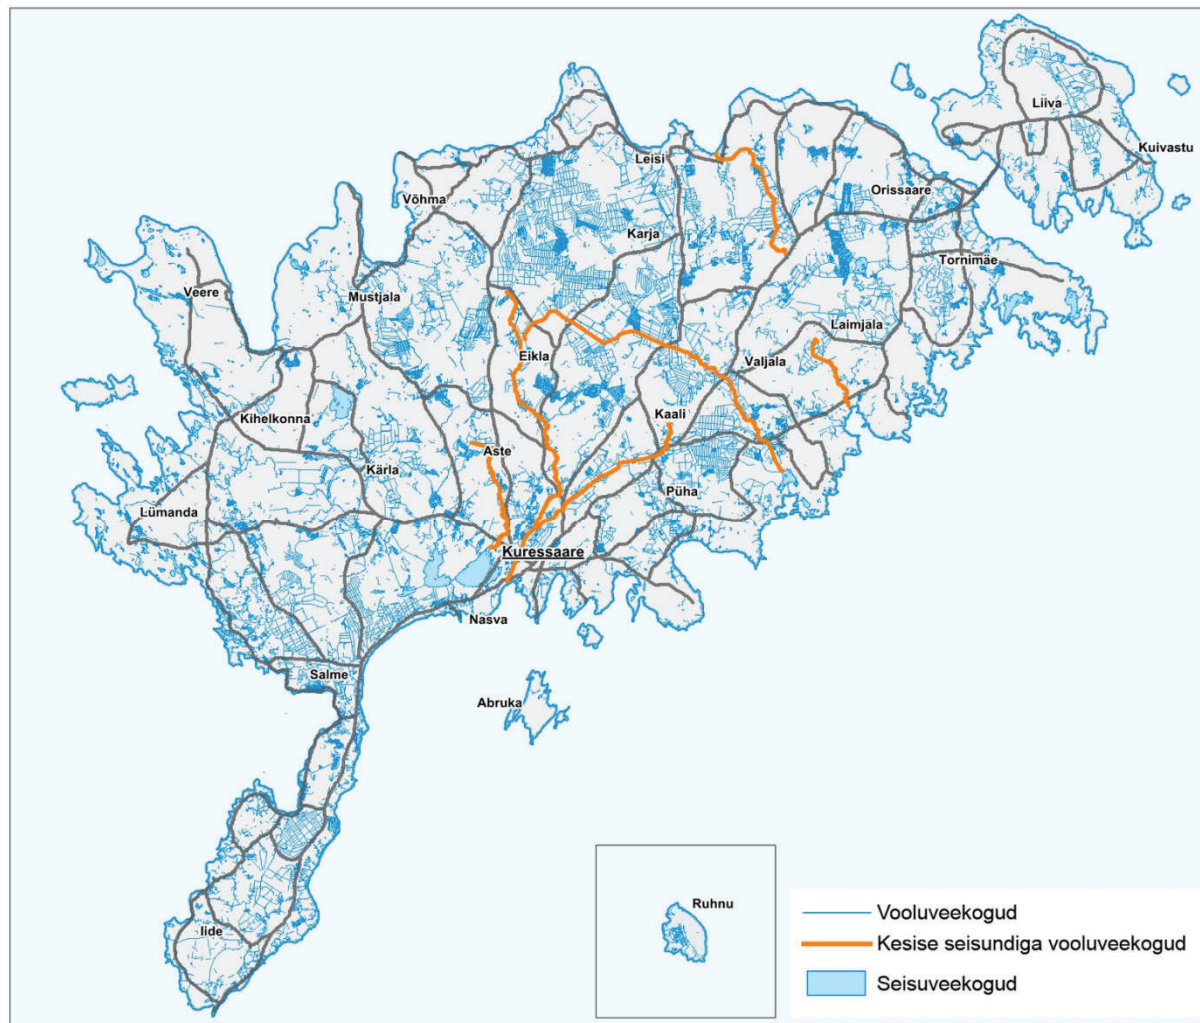 Liiva
Kuivastu
Leisi
Orissaare
Võhma
Karja
Tornimäe
Veere
Mustjala
Laimjala
Eikla
Valjala
Kihelkonna
Kaali
Aste
Kärla
Püha
Lümanda
Kuressaare
Nasva
Salme
Abruka
Ruhnu
Iide
Vooluveekogud
Kesise seisundiga vooluveekogud
Seisuveekogud